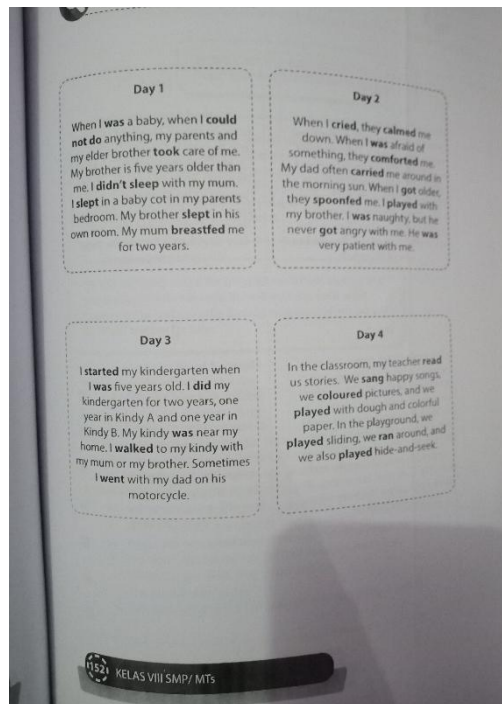 Day 1
When I was a baby, when I could
not do anything, my parents and
my elder brother took care of me.
My brother is five years older than
me. I didn't sleep with my mum.
I slept in a baby cot in my parents
bedroom. My brother slept in his
own room. My mum breastfed me
for two years.
Day 2
When I cried, they calmed me
down. When I was afraid of
something, they comforted me.
My dad often carried me around in
the morning sun. When I got older,
they spoonfed me. I played with
my brother. I was naughty, but he
never got angry with me. He was
very patient with me.
Day 3
I started my kindergarten when
I was five years old. I did my
kindergarten for two years, one
year in Kindy A and one year in
Kindy B. My kindy was near my
home. I walked to my kindy with
my mum or my brother. Sometimes
I went with my dad on his
motorcycle.
Day 4
In the classroom, my teacher read
us stories. We sang happy songs,
we coloured pictures, and we
played with dough and colorful
paper. In the playground, we
played sliding, we ran around, and
we also played hide-and-seek.
152 KELAS VIII SMP/ MTs